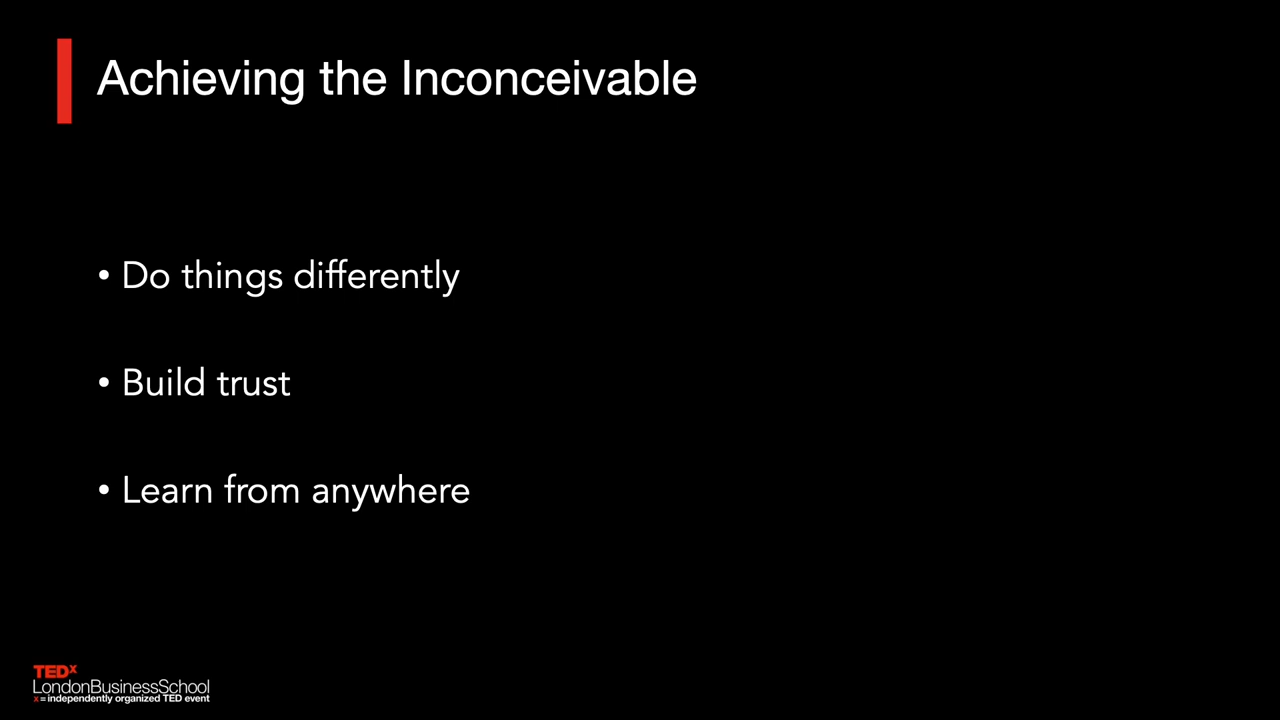 Achieving the Inconceivable
• Do things differently
• Build trust
• Learn from anywhere
TEDx
LondonBusinessSchool
x = independently organized TED event